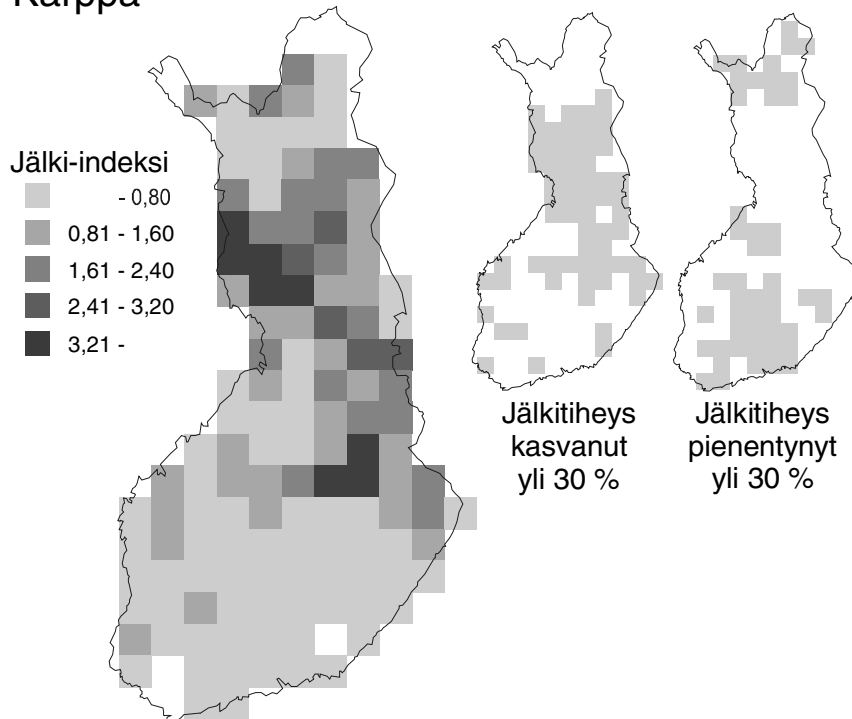 Kärppä
Jälki-indeksi
- 0,80
0,81 - 1,60
1,61 - 2,40
2,41 - 3,20
3,21 -
Jälkitiheys
kasvanut
yli 30 %
Jälkitiheys
pienentynyt
yli 30 %